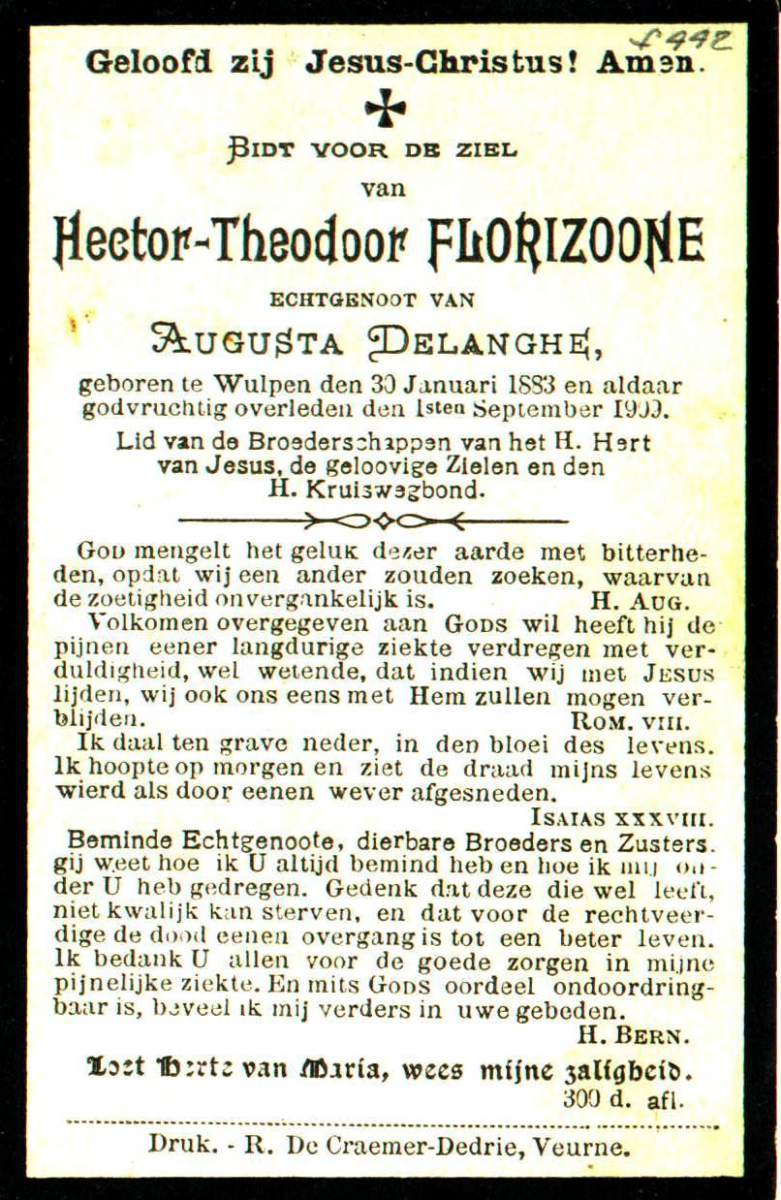 f 442
Geloofd zij Jesus-Christus! Amen.
BIDT VOOR DE ZIEL
van
Hector-Theodoor FLORIZOONE
ECHTGENOOT VAN
AUGUSTA DELANGHE,
geboren te Wulpen den 30 Januari 1883 en aldaar
godvruchtig overleden den 1sten September 1909.
Lid van de Broederschappen van het H. Hert
van Jesus, de geloovige Zielen en den
H. Kruiswegbond.
GOD mengelt het geluk dezer aarde met bitterhe-
den, opdat wij een ander zouden zoeken, waarvan
de zoetigheid onvergankelijk is. H. AUG.
Volkomen overgegeven aan GODS wil heeft hij de
pijnen eener langdurige ziekte verdregen met ver-
duldigheid, wel wetende, dat indien wij met JESUS
lijden, wij ook ons eens met Hem zullen mogen ver-
blijden. ROM. VIII.
Ik daal ten grave neder, in den bloei des levens.
Ik hoopte op morgen en ziet de draad mijns levens
wierd als door eenen wever afgesneden.
ISAIAS XXXVIII.
Beminde Echtgenoote, dierbare Broeders en Zusters.
gij weet hoe ik U altijd bemind heb en hoe ik mij on-
der U heb gedregen. Gedenk dat deze die wel leeft,
niet kwalijk kan sterven, en dat voor de rechtveer-
dige de dood eenen overgang is tot een beter leven.
Ik bedank U allen voor de goede zorgen in mijne
pijnelijke ziekte. En mits GODS oordeel ondoordring-
baar is, beveel ik mij verders in uwe gebeden.
H. BERN.
Zoet Herte van Maria, wees mijne zaligheid.
300 d. afl.
Druk. - R. De Craemer-Dedrie, Veurne.